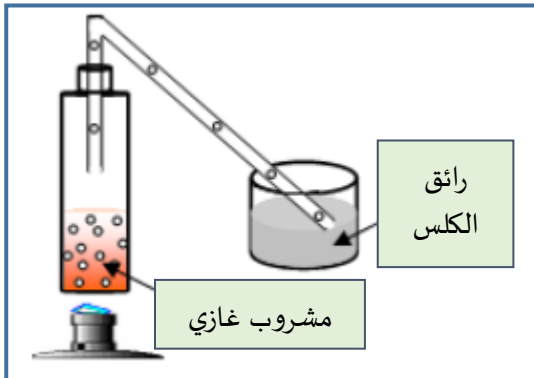 رائق
الكلس
مشروب غازي